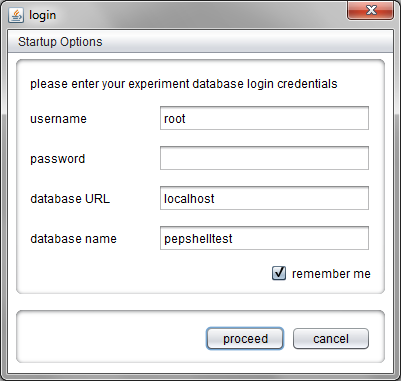 login
Startup Options
please enter your experiment database login credentials
username root
password
database URL localhost
database name pepshelltest
remember me
proceed cancel